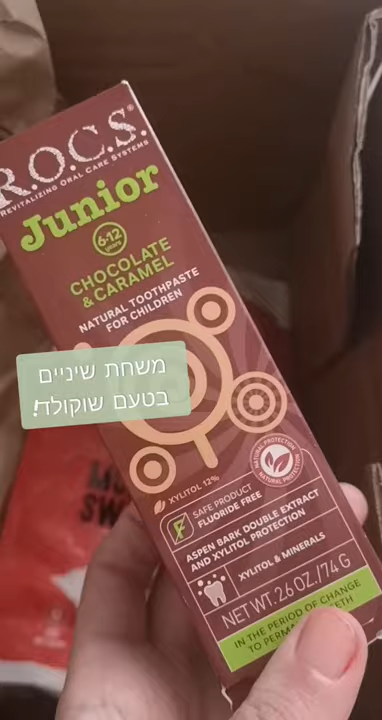 R.O.C.S.®
REVITALIZING ORAL CARE SYSTEMS
Junior
6-12
years
CHOCOLATE
& CARAMEL
NATURAL TOOTHPASTE
FOR CHILDREN
משחת שיניים
בטעם שוקולד!
NATURAL PROTECTION
NATURAL PROTECTION
XYLITOL 12%
SAFE PRODUCT
FLUORIDE FREE
ASPEN BARK DOUBLE EXTRACT
AND XYLITOL PROTECTION
XYLITOL & MINERALS
NET WT. 2.6 OZ./74 G
IN THE PERIOD OF CHANGE
TO